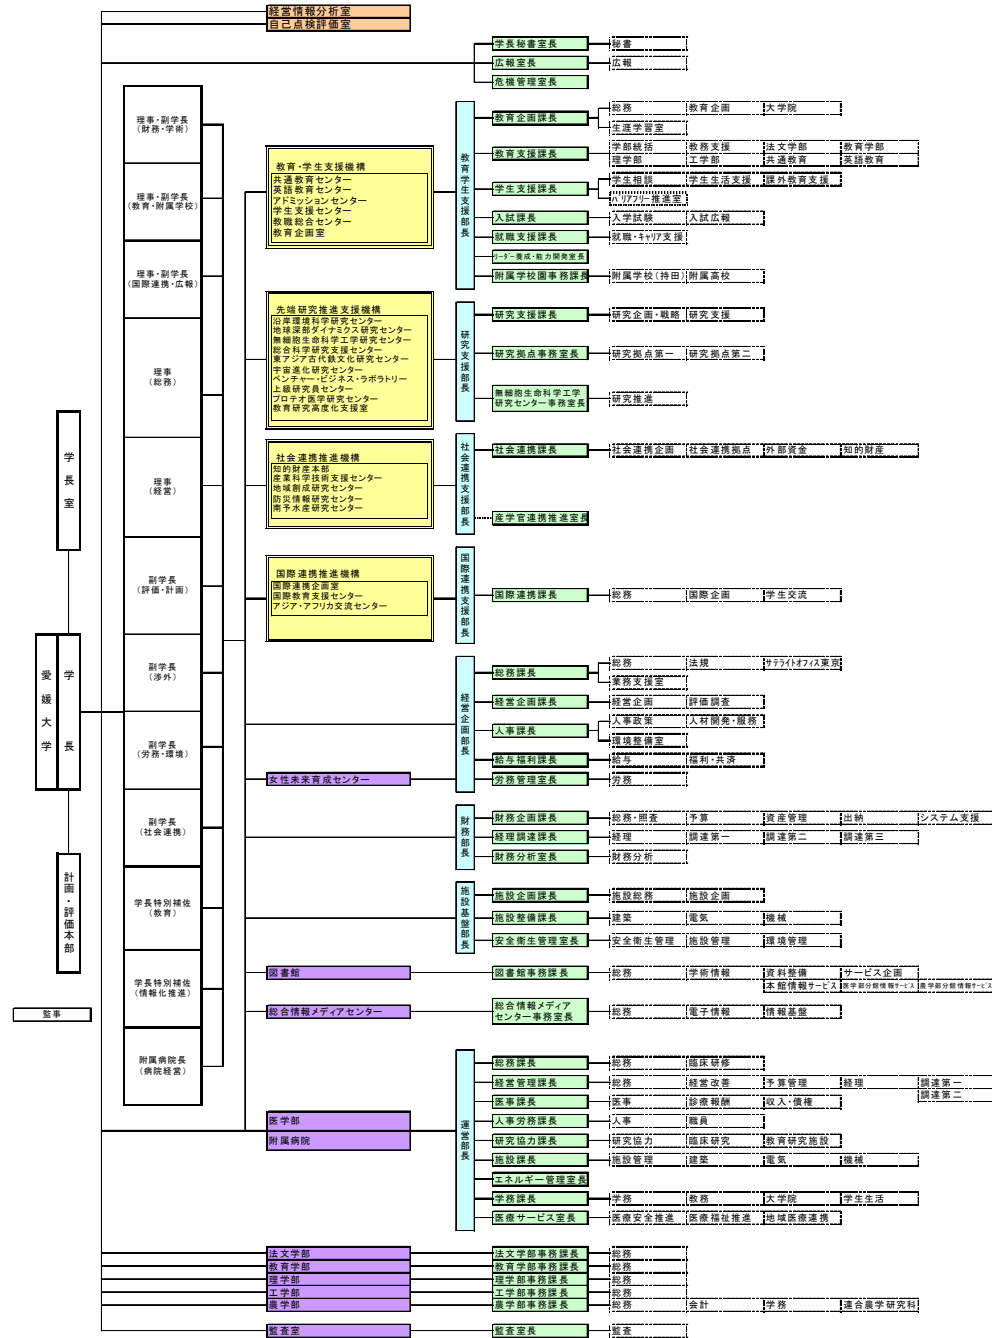 経営情報分析室
自己点検評価室
学長秘書室長
秘書
広報室長
広報
危機管理室長
理事・副学長
(財務・学術)
理事・副学長
(教育・附属学校)
理事・副学長
(国際連携・広報)
理事
(総務)
理事
(経営)
副学長
(評価・計画)
副学長
(渉外)
副学長
(労務・環境)
副学長
(社会連携)
学長特別補佐
(教育)
学長特別補佐
(情報化推進)
附属病院長
(病院経営)
学長室
愛媛大学
学長
計画・評価本部
監事
教育・学生支援機構
共通教育センター
英語教育センター
アドミッションセンター
学生支援センター
教職総合センター
教育企画室
教育学生支援部長
教育企画課長
総務 教育企画 大学院
生涯学習室
教育支援課長
学部統括 教務支援 法文学部 教育学部
理学部 工学部 共通教育 英語教育
学生支援課長
学生相談 学生生活支援 課外教育支援
バリアフリー推進室
入試課長
入学試験 入試広報
就職支援課長
就職・キャリア支援
リーダー養成・能力開発室長
附属学校園事務課長
附属学校(持田) 附属高校
先端研究推進支援機構
沿岸環境科学研究センター
地球深部ダイナミクス研究センター
無細胞生命科学工学研究センター
総合科学研究支援センター
東アジア古代鉄文化研究センター
宇宙進化研究センター
ベンチャー・ビジネス・ラボラトリー
上級研究員センター
プロテオ医学研究センター
教育研究高度化支援室
研究支援部長
研究支援課長
研究企画・戦略 研究支援
研究拠点事務室長
研究拠点第一 研究拠点第二
無細胞生命科学工学
研究センター事務室長
研究推進
社会連携推進機構
知的財産本部
産業科学技術支援センター
地域創成研究センター
防災情報研究センター
南予水産研究センター
社会連携支援部長
社会連携課長
社会連携企画 社会連携拠点 外部資金 知的財産
産学官連携推進室長
国際連携推進機構
国際連携企画室
国際教育支援センター
アジア・アフリカ交流センター
国際連携支援部長
国際連携課長
総務 国際企画 学生交流
経営企画部長
総務課長
総務 法規 サテライトオフィス東京
業務支援室
経営企画課長
経営企画 評価調査
人事課長
人事政策 人材開発・服務
環境整備室
給与福利課長
給与 福利・共済
女性未来育成センター
労務管理室長
労務
財務部長
財務企画課長
総務・照査 予算 資産管理 出納 システム支援
経理調達課長
経理 調達第一 調達第二 調達第三
財務分析室長
財務分析
施設基盤部長
施設企画課長
施設総務 施設企画
施設整備課長
建築 電気 機械
安全衛生管理室長
安全衛生管理 施設管理 環境管理
図書館
図書館事務課長
総務 学術情報 資料整備 サービス企画
本館情報サービス 医学部分館情報サービス 農学部分館情報サービス
総合情報メディアセンター
総合情報メディア
センター事務室長
総務 電子情報 情報基盤
医学部
附属病院
運営部長
総務課長
総務 臨床研修
経営管理課長
総務 経営改善 予算管理 経理 調達第一
調達第二
医事課長
医事 診療報酬 収入・債権
人事労務課長
人事 職員
研究協力課長
研究協力 臨床研究 教育研究施設
施設課長
施設管理 建築 電気 機械
エネルギー管理室長
学務課長
学務 教務 大学院 学生生活
医療サービス室長
医療安全推進 医療福祉推進 地域医療連携
法文学部
法文学部事務課長
総務
教育学部
教育学部事務課長
総務
理学部
理学部事務課長
総務
工学部
工学部事務課長
総務
農学部
農学部事務課長
総務 会計 学務 連合農学研究科
監査室
監査室長
監査